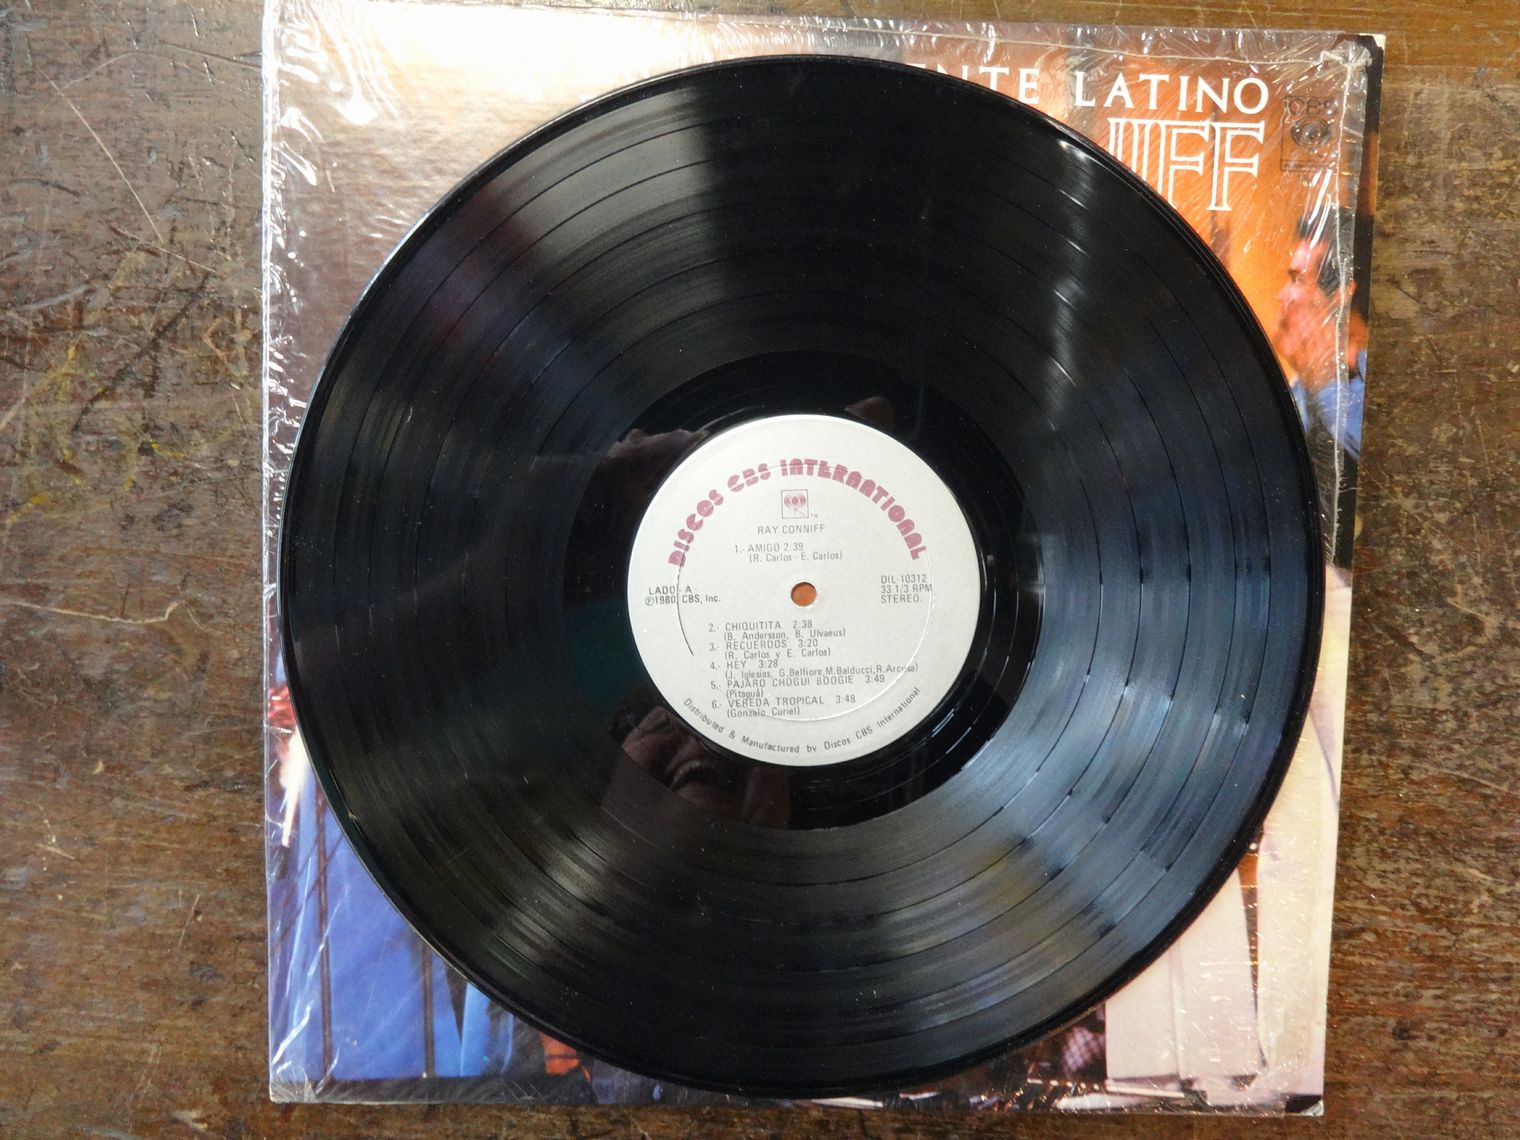 ENTE LATINO
NIFF
CBS
DISCOS CBS INTERNATIONAL
RAY CONNIFF
1.- AMIGO 2:39
(R. Carlos - E. Carlos)
LADO - A -
℗1980, CBS, Inc.
DIL-10312
33 1/3 RPM
STEREO.
2.- CHIQUITITA 2:38
(B. Andersson, B. Ulvaeus)
3.- RECUERDOS 3:20
(R. Carlos y E. Carlos)
4.- HEY 3:28
(J. Iglesias, G.Belfiore,M.Balducci,R.Arcusa)
5.- PAJARO CHOGUI BOOGIE 3:49
(Pitaguá)
6.- VEREDA TROPICAL 3:48
(Gonzalo Curiel)
Distributed & Manufactured by Discos CBS International